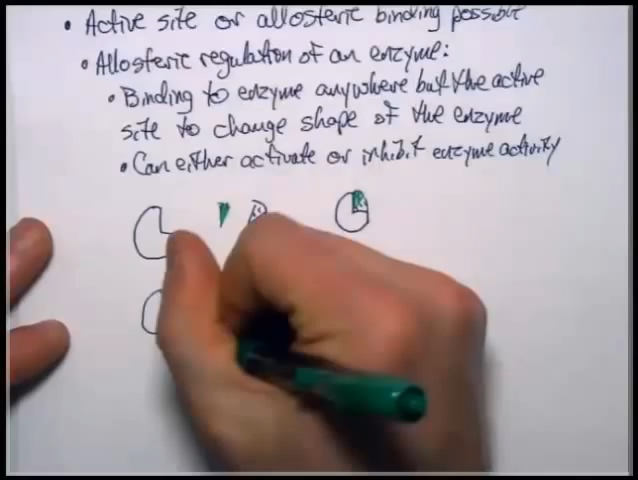 • Active site or allosteric binding possible
• Allosteric regulation of an enzyme:
• Binding to enzyme anywhere but the active
site to change shape of the enzyme
• Can either activate or inhibit enzyme activity